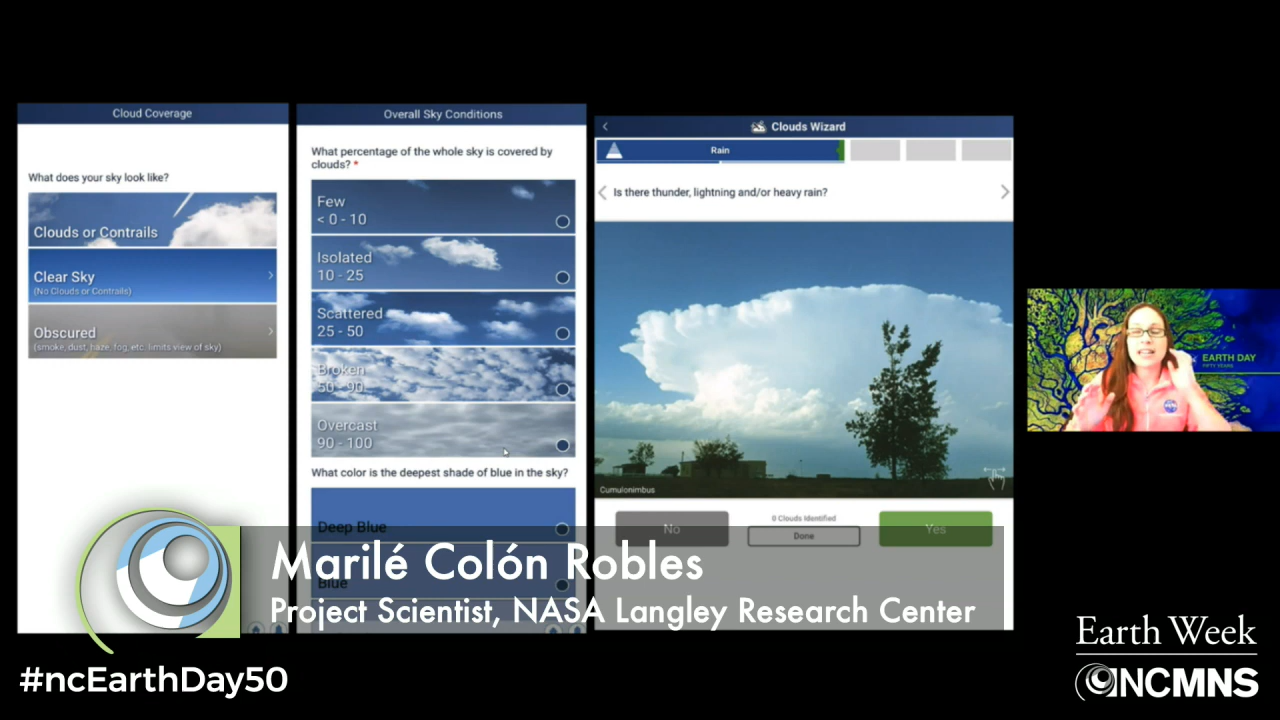 Cloud Coverage
What does your sky look like?
Clouds or Contrails
Clear Sky
(No Clouds or Contrails)
Obscured
(smoke, dust, haze, fog, etc. limits view of sky)
Overall Sky Conditions
What percentage of the whole sky is covered by
clouds? *
Few
< 0 - 10
Isolated
10 - 25
Scattered
25 - 50
Broken
50 - 90
Overcast
90 - 100
What color is the deepest shade of blue in the sky?
Deep Blue
Blue
Clouds Wizard
Rain
Is there thunder, lightning and/or heavy rain?
Cumulonimbus
No
0 Clouds Identified
Done
Yes
EARTH DAY
FIFTY YEARS
Marilé Colón Robles
Project Scientist, NASA Langley Research Center
#ncEarthDay50
Earth Week
NCMNS